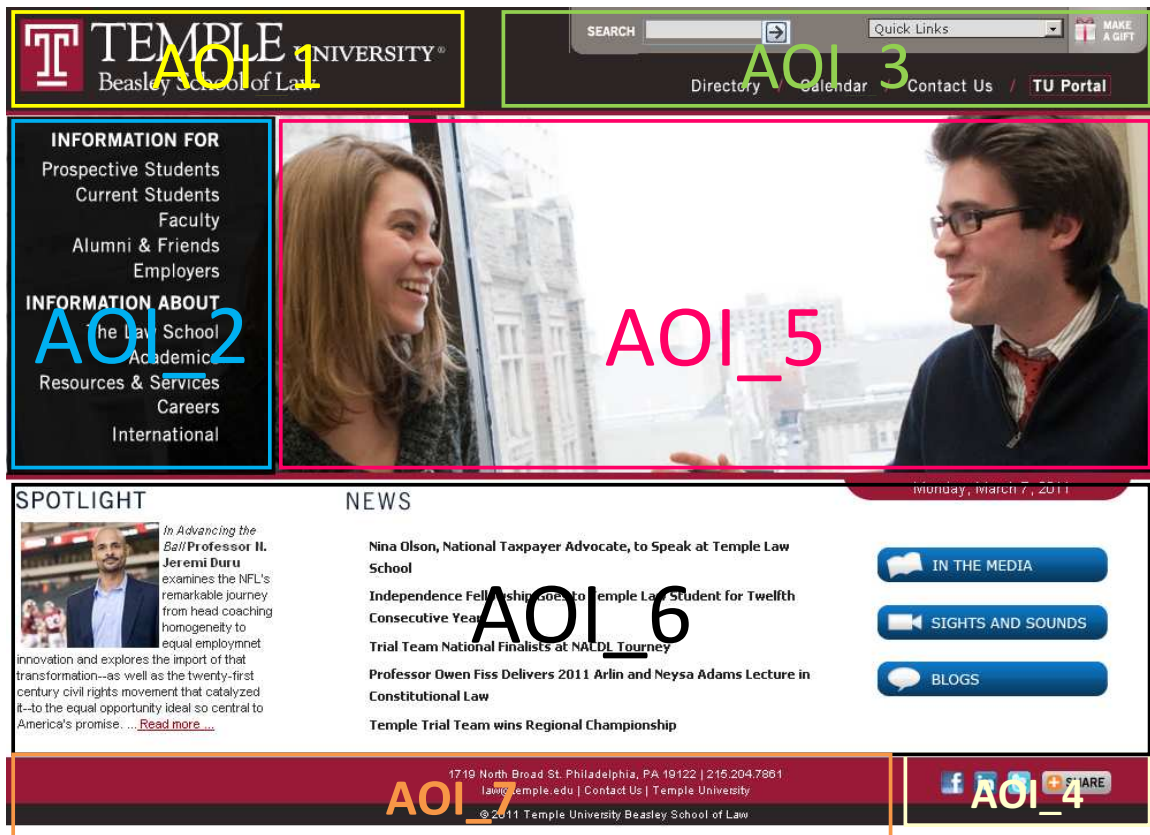 TEMPLE UNIVERSITY®
Beasley School of Law
AOI_1
SEARCH
Quick Links
MAKE
A GIFT
AOI_3
Directory / Calendar / Contact Us / TU Portal
INFORMATION FOR
Prospective Students
Current Students
Faculty
Alumni & Friends
Employers
INFORMATION ABOUT
The Law School
Academics
Resources & Services
Careers
International
AOI_2
AOI_5
Monday, March 7, 2011
SPOTLIGHT
In Advancing the
Ball Professor N.
Jeremi Duru
examines the NFL's
remarkable journey
from head coaching
homogeneity to
equal employmnet
innovation and explores the import of that
transformation--as well as the twenty-first
century civil rights movement that catalyzed
it--to the equal opportunity ideal so central to
America's promise. ... Read more ...
NEWS
Nina Olson, National Taxpayer Advocate, to Speak at Temple Law
School
Independence Fellowship Goes to Temple Law Student for Twelfth
Consecutive Year
Trial Team National Finalists at NACDL Tourney
Professor Owen Fiss Delivers 2011 Arlin and Neysa Adams Lecture in
Constitutional Law
Temple Trial Team wins Regional Championship
AOI_6
IN THE MEDIA
SIGHTS AND SOUNDS
BLOGS
1719 North Broad St. Philadelphia, PA 19122 | 215.204.7861
law@temple.edu | Contact Us | Temple University
© 2011 Temple University Beasley School of Law
AOI_7
SHARE
AOI_4